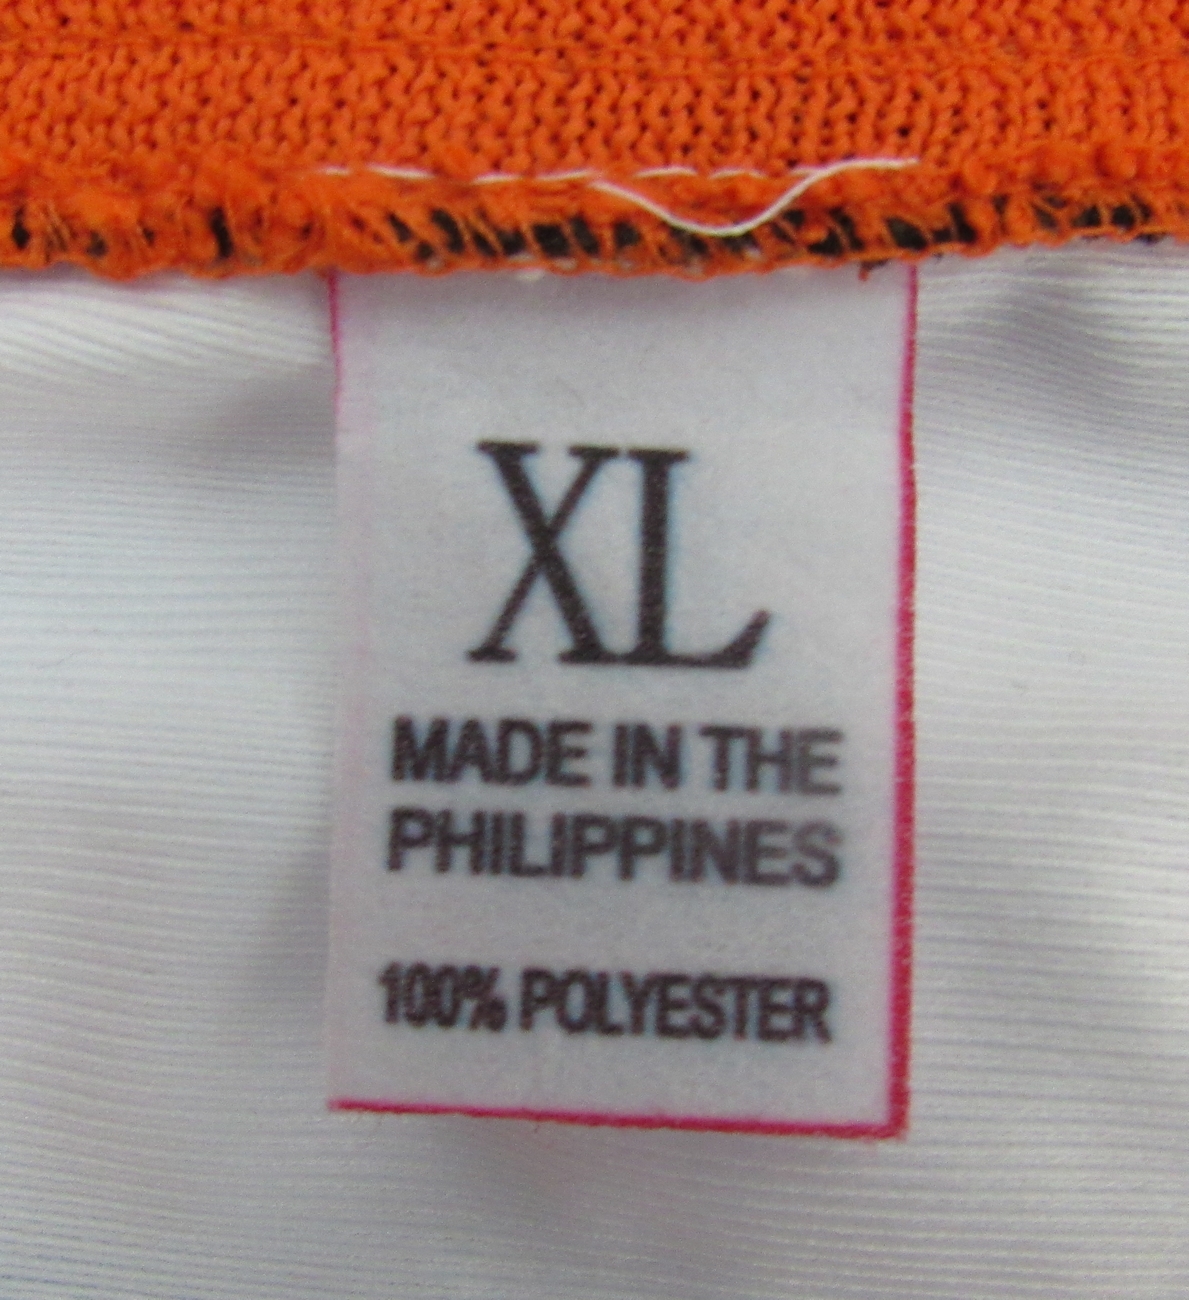 XL
MADE IN THE
PHILIPPINES
100% POLYESTER